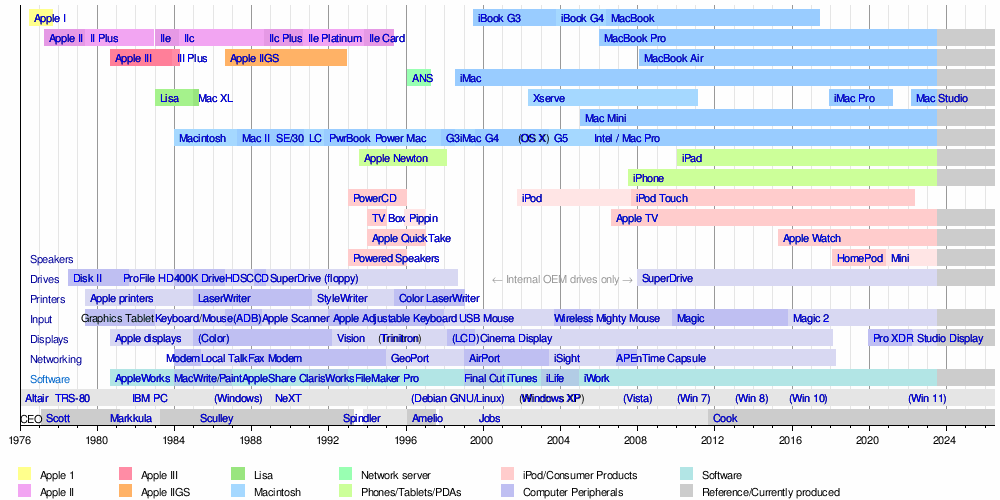 Apple I iBook G3 iBook G4 MacBook
Apple II II Plus IIe IIc IIc Plus IIe Platinum IIe Card MacBook Pro
Apple III III Plus Apple IIGS MacBook Air
ANS iMac
Lisa Mac XL Xserve iMac Pro Mac Studio
Mac Mini
Macintosh Mac II SE/30 LC PwrBook Power Mac G3 iMac G4 (OS X) G5 Intel / Mac Pro
Apple Newton iPad
iPhone
PowerCD iPod iPod Touch
TV Box Pippin Apple TV
Apple QuickTake Apple Watch
Speakers Powered Speakers HomePod Mini
Drives Disk II ProFile HD 400K Drive HDSC CD SuperDrive (floppy) ← Internal OEM drives only → SuperDrive
Printers Apple printers LaserWriter StyleWriter Color LaserWriter
Input Graphics Tablet Keyboard/Mouse (ADB) Apple Scanner Apple Adjustable Keyboard USB Mouse Wireless Mighty Mouse Magic Magic 2
Displays Apple displays (Color) Vision (Trinitron) (LCD) Cinema Display Pro XDR Studio Display
Networking Modem LocalTalk Fax Modem GeoPort AirPort iSight APEn Time Capsule
Software AppleWorks MacWrite/Paint AppleShare ClarisWorks FileMaker Pro Final Cut iTunes iLife iWork
Altair TRS-80 IBM PC (Windows) NeXT (Debian GNU/Linux) (Windows XP) (Vista) (Win 7) (Win 8) (Win 10) (Win 11)
CEO Scott Markkula Sculley Spindler Amelio Jobs Cook
1976 1980 1984 1988 1992 1996 2000 2004 2008 2012 2016 2020 2024
Apple 1 Apple III Lisa Network server iPod/Consumer Products Software
Apple II Apple IIGS Macintosh Phones/Tablets/PDAs Computer Peripherals Reference/Currently produced